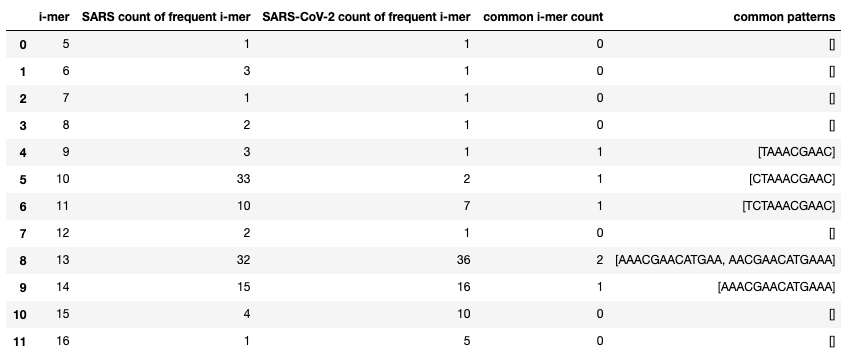 i-mer SARS count of frequent i-mer SARS-CoV-2 count of frequent i-mer common i-mer count common patterns
0 5 1 1 0 []
1 6 3 1 0 []
2 7 1 1 0 []
3 8 2 1 0 []
4 9 3 1 1 [TAAACGAAC]
5 10 33 2 1 [CTAAACGAAC]
6 11 10 7 1 [TCTAAACGAAC]
7 12 2 1 0 []
8 13 32 36 2 [AAACGAACATGAA, AACGAACATGAAA]
9 14 15 16 1 [AAACGAACATGAAA]
10 15 4 10 0 []
11 16 1 5 0 []